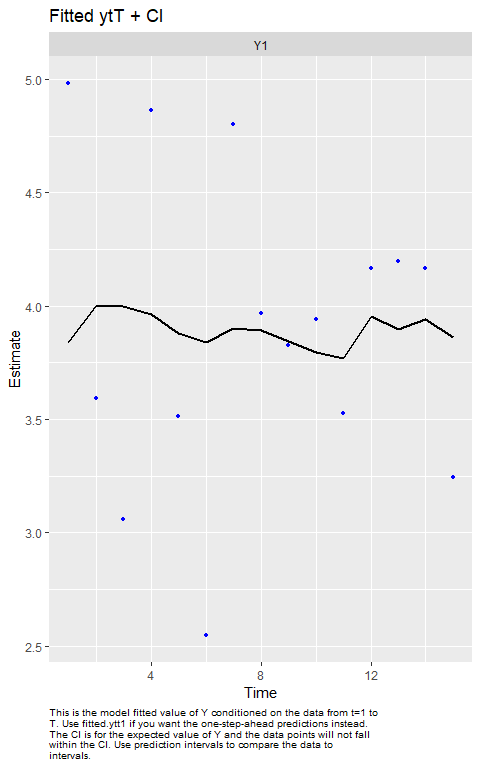 Fitted ytT + CI
Y1
5.0
4.5
4.0
3.5
3.0
2.5
Estimate
4
8
12
Time
This is the model fitted value of Y conditioned on the data from t=1 to
T. Use fitted.ytt1 if you want the one-step-ahead predictions instead.
The CI is for the expected value of Y and the data points will not fall
within the CI. Use prediction intervals to compare the data to
intervals.